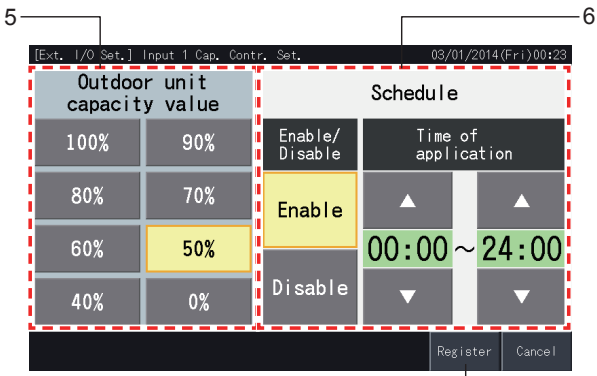 5
6
[Ext. I/O Set.] Input 1 Cap. Contr. Set.
03/01/2014(Fri)00:23
Outdoor unit
capacity value
100%
90%
80%
70%
60%
50%
40%
0%
Schedule
Enable/
Disable
Time of
application
Enable
Disable
▲
▲
00:00~24:00
▼
▼
Register
Cancel